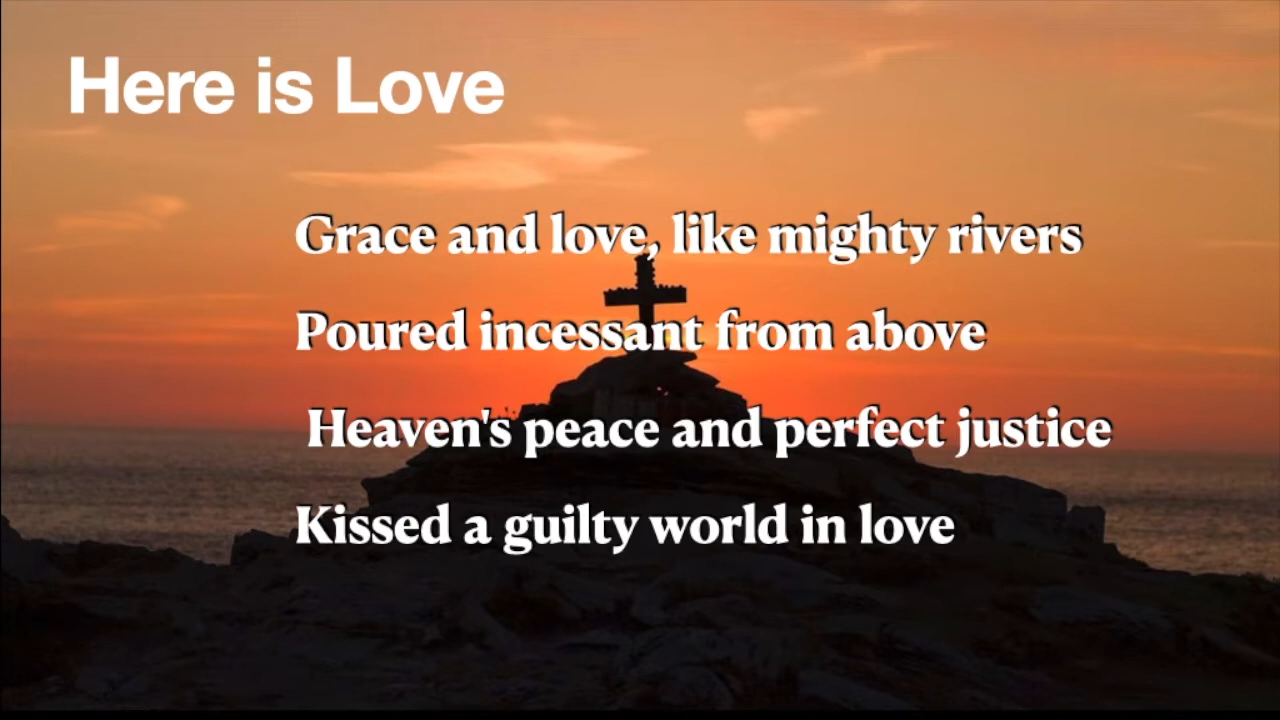 Here is Love
Grace and love, like mighty rivers
Poured incessant from above
Heaven's peace and perfect justice
Kissed a guilty world in love